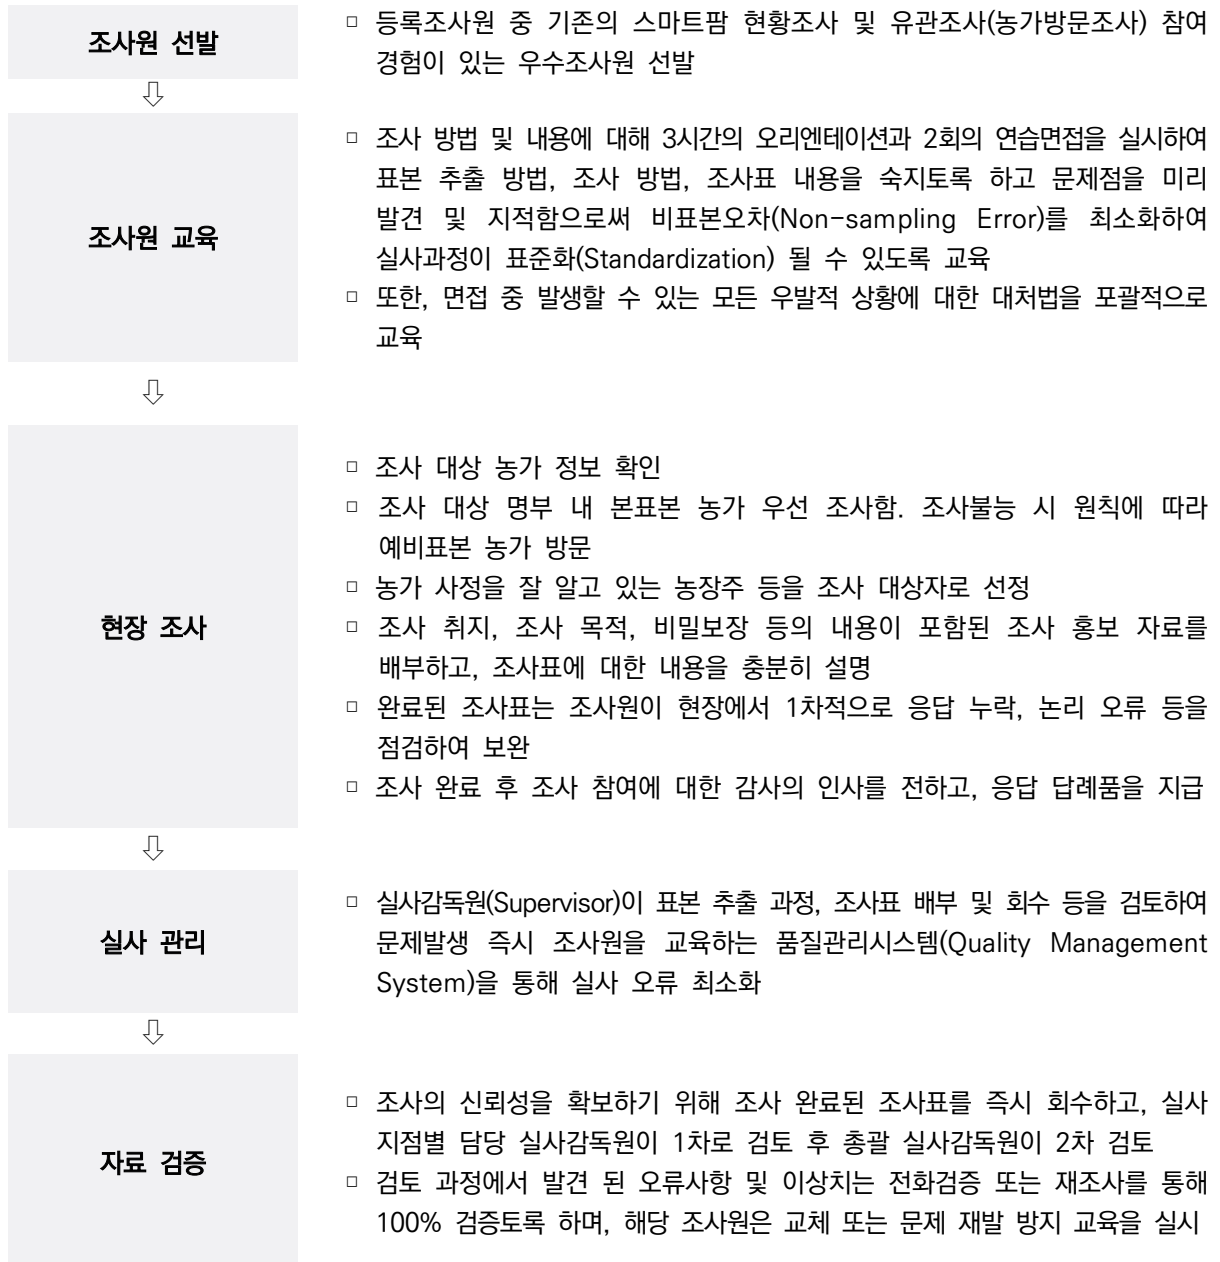 조사원 선발
□ 등록조사원 중 기존의 스마트팜 현황조사 및 유관조사(농가방문조사) 참여
경험이 있는 우수조사원 선발
⇩
조사원 교육
□ 조사 방법 및 내용에 대해 3시간의 오리엔테이션과 2회의 연습면접을 실시하여
표본 추출 방법, 조사 방법, 조사표 내용을 숙지토록 하고 문제점을 미리
발견 및 지적함으로써 비표본오차(Non-sampling Error)를 최소화하여
실사과정이 표준화(Standardization) 될 수 있도록 교육
□ 또한, 면접 중 발생할 수 있는 모든 우발적 상황에 대한 대처법을 포괄적으로
교육
⇩
현장 조사
□ 조사 대상 농가 정보 확인
□ 조사 대상 명부 내 본표본 농가 우선 조사함. 조사불능 시 원칙에 따라
예비표본 농가 방문
□ 농가 사정을 잘 알고 있는 농장주 등을 조사 대상자로 선정
□ 조사 취지, 조사 목적, 비밀보장 등의 내용이 포함된 조사 홍보 자료를
배부하고, 조사표에 대한 내용을 충분히 설명
□ 완료된 조사표는 조사원이 현장에서 1차적으로 응답 누락, 논리 오류 등을
점검하여 보완
□ 조사 완료 후 조사 참여에 대한 감사의 인사를 전하고, 응답 답례품을 지급
⇩
실사 관리
□ 실사감독원(Supervisor)이 표본 추출 과정, 조사표 배부 및 회수 등을 검토하여
문제발생 즉시 조사원을 교육하는 품질관리시스템(Quality Management
System)을 통해 실사 오류 최소화
⇩
자료 검증
□ 조사의 신뢰성을 확보하기 위해 조사 완료된 조사표를 즉시 회수하고, 실사
지점별 담당 실사감독원이 1차로 검토 후 총괄 실사감독원이 2차 검토
□ 검토 과정에서 발견 된 오류사항 및 이상치는 전화검증 또는 재조사를 통해
100% 검증토록 하며, 해당 조사원은 교체 또는 문제 재발 방지 교육을 실시